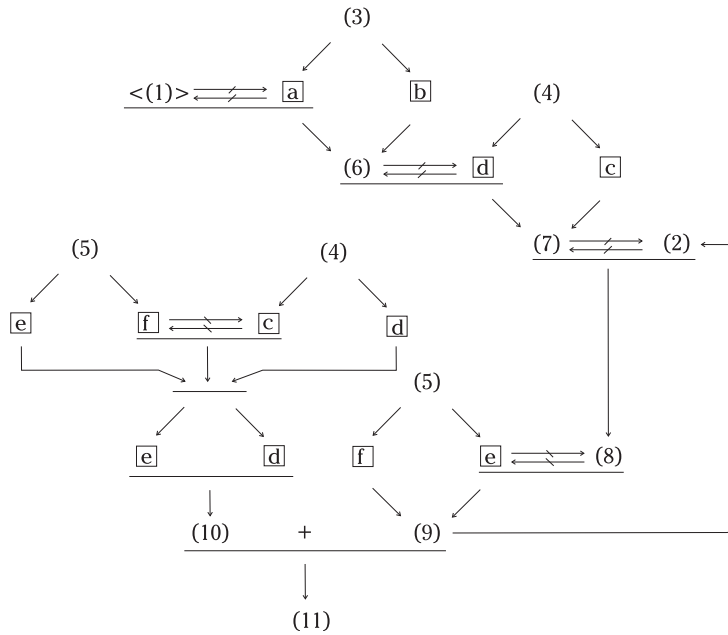 (3)
<(1)> a b (4)
(6) d c
(5) (4) (7) (2)
e f c d
(5)
e d f e (8)
(10) + (9)
(11)